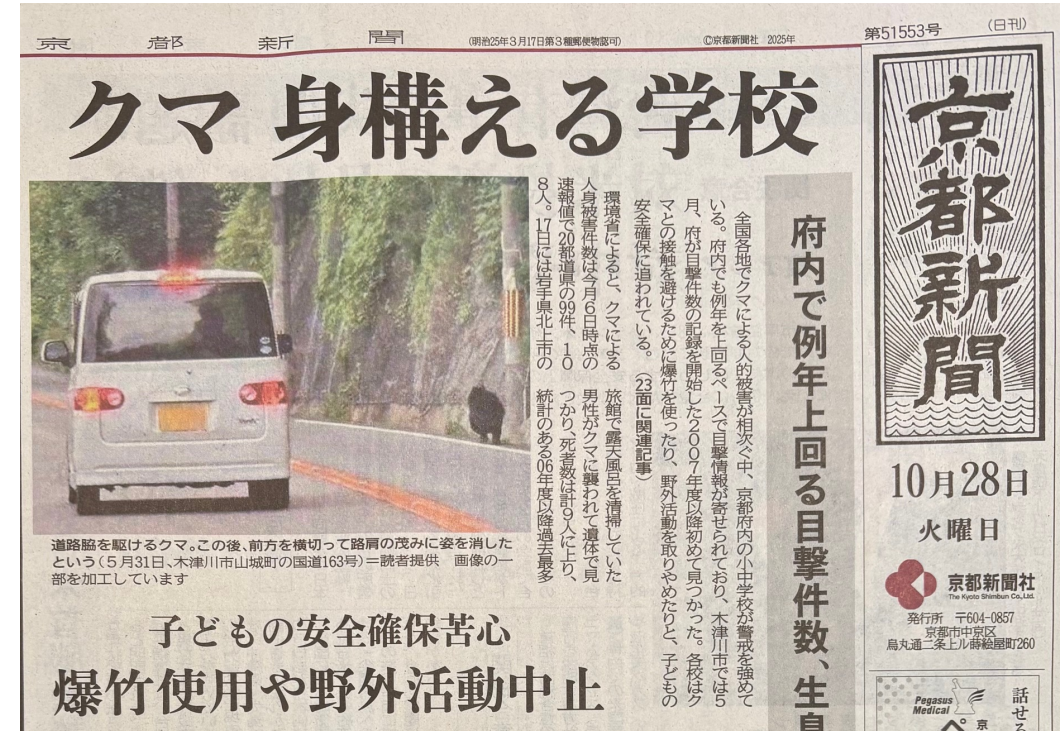 京都新聞
(明治25年3月17日第3種郵便物認可)
©京都新聞社 2025年
第51553号
(日刊)
京都新聞
10月28日
火曜日
京都新聞社
The Kyoto Shimbun Co.,Ltd.
発行所 〒604-0857
京都市中京区
烏丸通二条上ル蒔絵屋町260
クマ 身構える学校
府内で例年上回る目撃件数、生息
全国各地でクマによる人的被害が相次ぐ中、京都府内の小中学校が警戒を強めて
いる。府内でも例年を上回るペースで目撃情報が寄せられており、木津川市では5
月、府が目撃件数の記録を開始した2007年度以降初めて見つかった。各校はク
マとの接触を避けるために爆竹を使ったり、野外活動を取りやめたりと、子どもの
安全確保に追われている。(23面に関連記事)
環境省によると、クマによる
人身被害件数は今月6日時点の
速報値で20都道県の99件、10
8人。17日には岩手県北上市の
旅館で露天風呂を清掃していた
男性がクマに襲われて遺体で見
つかり、死者数は計9人に上り、
統計のある06年度以降過去最多
道路脇を駆けるクマ。この後、前方を横切って路肩の茂みに姿を消した
という(5月31日、木津川市山城町の国道163号)=読者提供 画像の一
部を加工しています
子どもの安全確保苦心
爆竹使用や野外活動中止
Pegasus
Medical
話せる
京
ペ